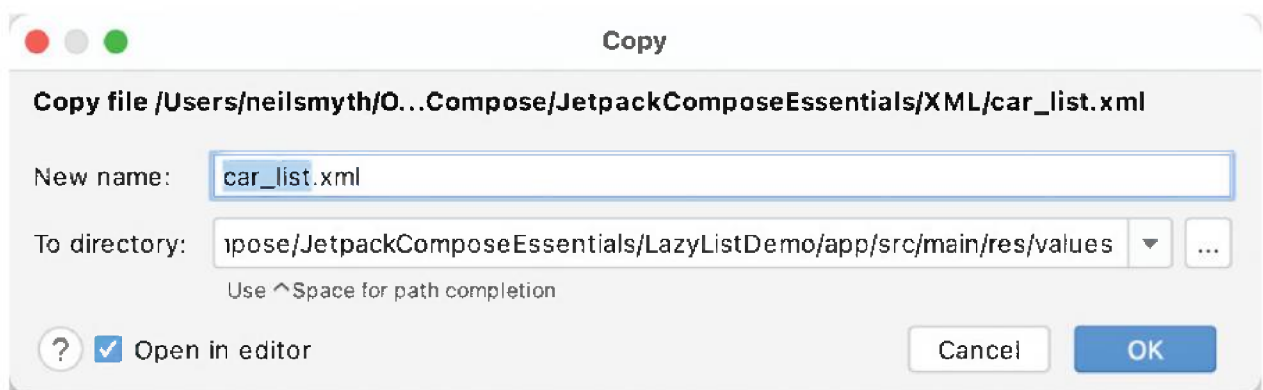 Copy
Copy file /Users/neilsmyth/O...Compose/JetpackComposeEssentials/XML/car_list.xml
New name: car_list.xml
To directory: npose/JetpackComposeEssentials/LazyListDemo/app/src/main/res/values ...
Use ^Space for path completion
? Open in editor Cancel OK